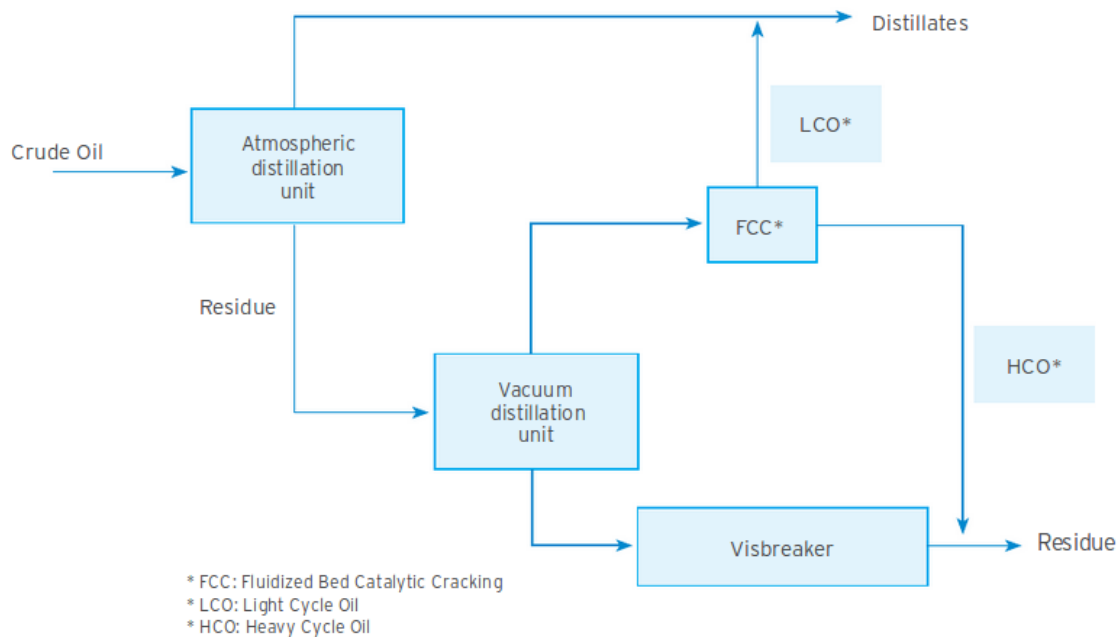 Distillates
LCO*
Crude Oil
Atmospheric
distillation
unit
FCC*
Residue
HCO*
Vacuum
distillation
unit
Visbreaker
Residue
* FCC: Fluidized Bed Catalytic Cracking
* LCO: Light Cycle Oil
* HCO: Heavy Cycle Oil